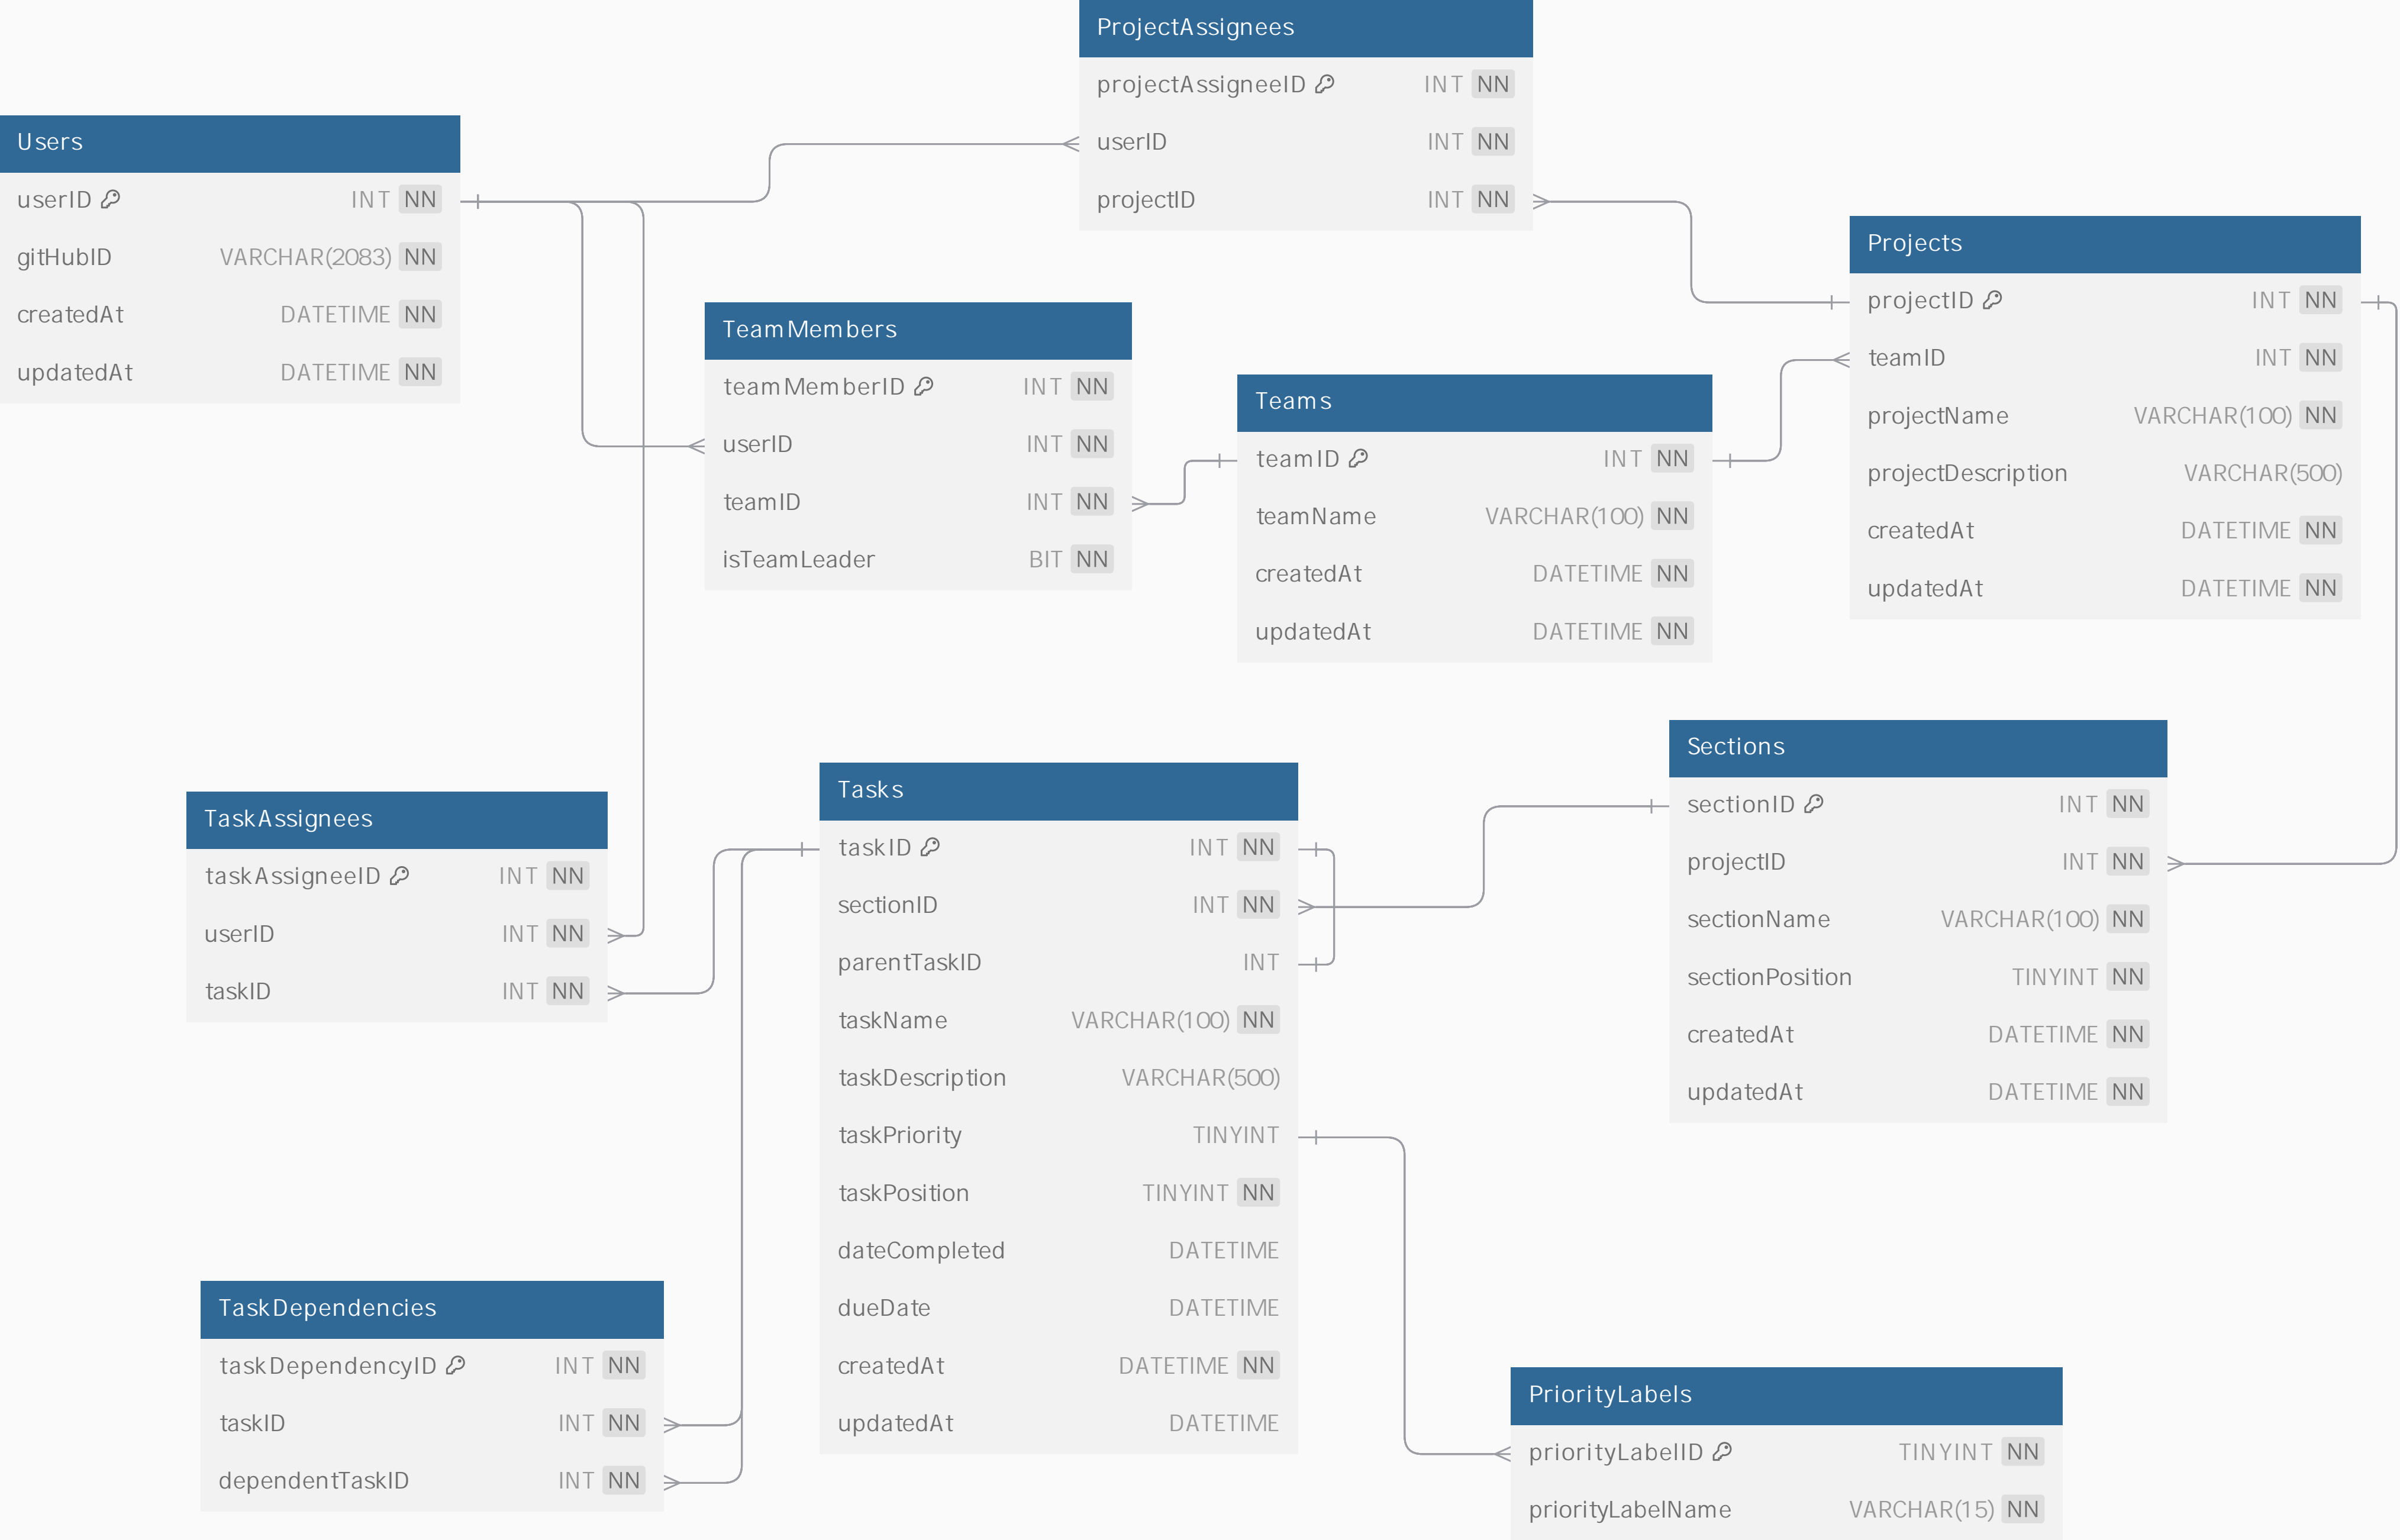 ProjectAssignees
projectAssigneeID INT NN
userID INT NN
projectID INT NN
Users
userID INT NN
gitHubID VARCHAR(2083) NN
createdAt DATETIME NN
updatedAt DATETIME NN
Projects
projectID INT NN
teamID INT NN
projectName VARCHAR(100) NN
projectDescription VARCHAR(500)
createdAt DATETIME NN
updatedAt DATETIME NN
TeamMembers
teamMemberID INT NN
userID INT NN
teamID INT NN
isTeamLeader BIT NN
Teams
teamID INT NN
teamName VARCHAR(100) NN
createdAt DATETIME NN
updatedAt DATETIME NN
Sections
sectionID INT NN
projectID INT NN
sectionName VARCHAR(100) NN
sectionPosition TINYINT NN
createdAt DATETIME NN
updatedAt DATETIME NN
Tasks
taskID INT NN
sectionID INT NN
parentTaskID INT
taskName VARCHAR(100) NN
taskDescription VARCHAR(500)
taskPriority TINYINT
taskPosition TINYINT NN
dateCompleted DATETIME
dueDate DATETIME
createdAt DATETIME NN
updatedAt DATETIME
TaskAssignees
taskAssigneeID INT NN
userID INT NN
taskID INT NN
TaskDependencies
taskDependencyID INT NN
taskID INT NN
dependentTaskID INT NN
PriorityLabels
priorityLabelID TINYINT NN
priorityLabelName VARCHAR(15) NN